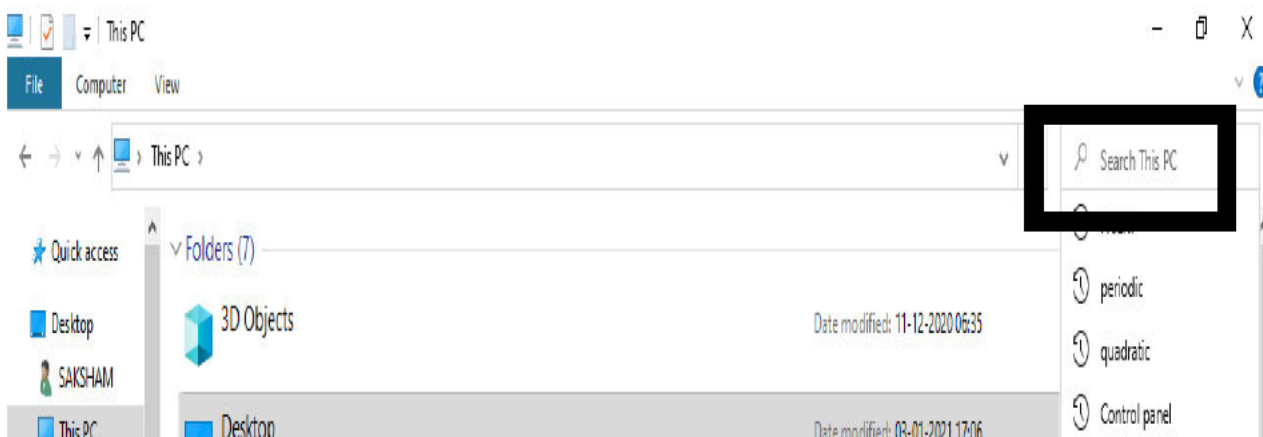 This PC
File Computer View
This PC
Search This PC
Quick access
Folders (7)
3D Objects
Date modified: 11-12-2020 06:35
periodic
Desktop
quadratic
SAKSHAM
Control panel
This PC
Desktop
Date modified: 03-01-2021 17:06